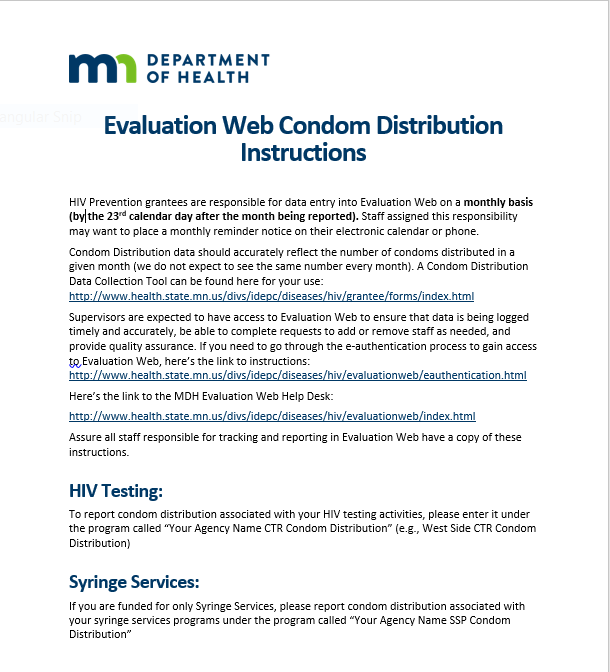 DEPARTMENT
OF HEALTH
angular Snip
Evaluation Web Condom Distribution
Instructions
HIV Prevention grantees are responsible for data entry into Evaluation Web on a monthly basis
(by the 23rd calendar day after the month being reported). Staff assigned this responsibility
may want to place a monthly reminder notice on their electronic calendar or phone.
Condom Distribution data should accurately reflect the number of condoms distributed in a
given month (we do not expect to see the same number every month). A Condom Distribution
Data Collection Tool can be found here for your use:
http://www.health.state.mn.us/divs/idepc/diseases/hiv/grantee/forms/index.html
Supervisors are expected to have access to Evaluation Web to ensure that data is being logged
timely and accurately, be able to complete requests to add or remove staff as needed, and
provide quality assurance. If you need to go through the e-authentication process to gain access
to Evaluation Web, here's the link to instructions:
http://www.health.state.mn.us/divs/idepc/diseases/hiv/evaluationweb/eauthentication.html
Here's the link to the MDH Evaluation Web Help Desk:
http://www.health.state.mn.us/divs/idepc/diseases/hiv/evaluationweb/index.html
Assure all staff responsible for tracking and reporting in Evaluation Web have a copy of these
instructions.
HIV Testing:
To report condom distribution associated with your HIV testing activities, please enter it under
the program called “Your Agency Name CTR Condom Distribution” (e.g., West Side CTR Condom
Distribution)
Syringe Services:
If you are funded for only Syringe Services, please report condom distribution associated with
your syringe services programs under the program called “Your Agency Name SSP Condom
Distribution”